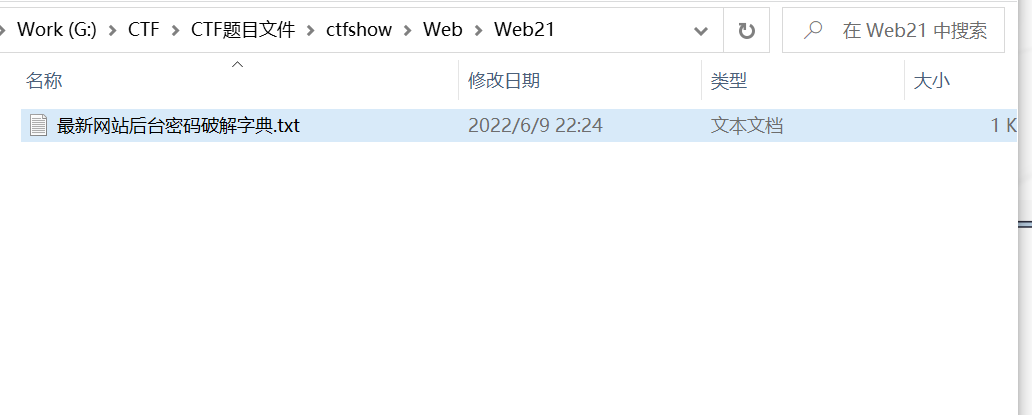 Work (G:) CTF CTF题目文件 ctfshow Web Web21 在 Web21 中搜索
名称 修改日期 类型 大小
最新网站后台密码破解字典.txt 2022/6/9 22:24 文本文档 1 K